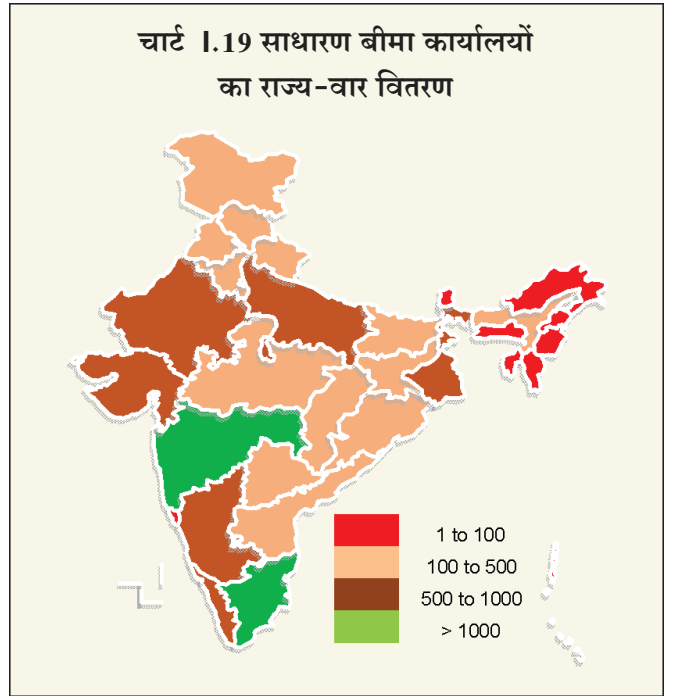 चार्ट I.19 साधारण बीमा कार्यालयों
का राज्य-वार वितरण
1 to 100
100 to 500
500 to 1000
> 1000